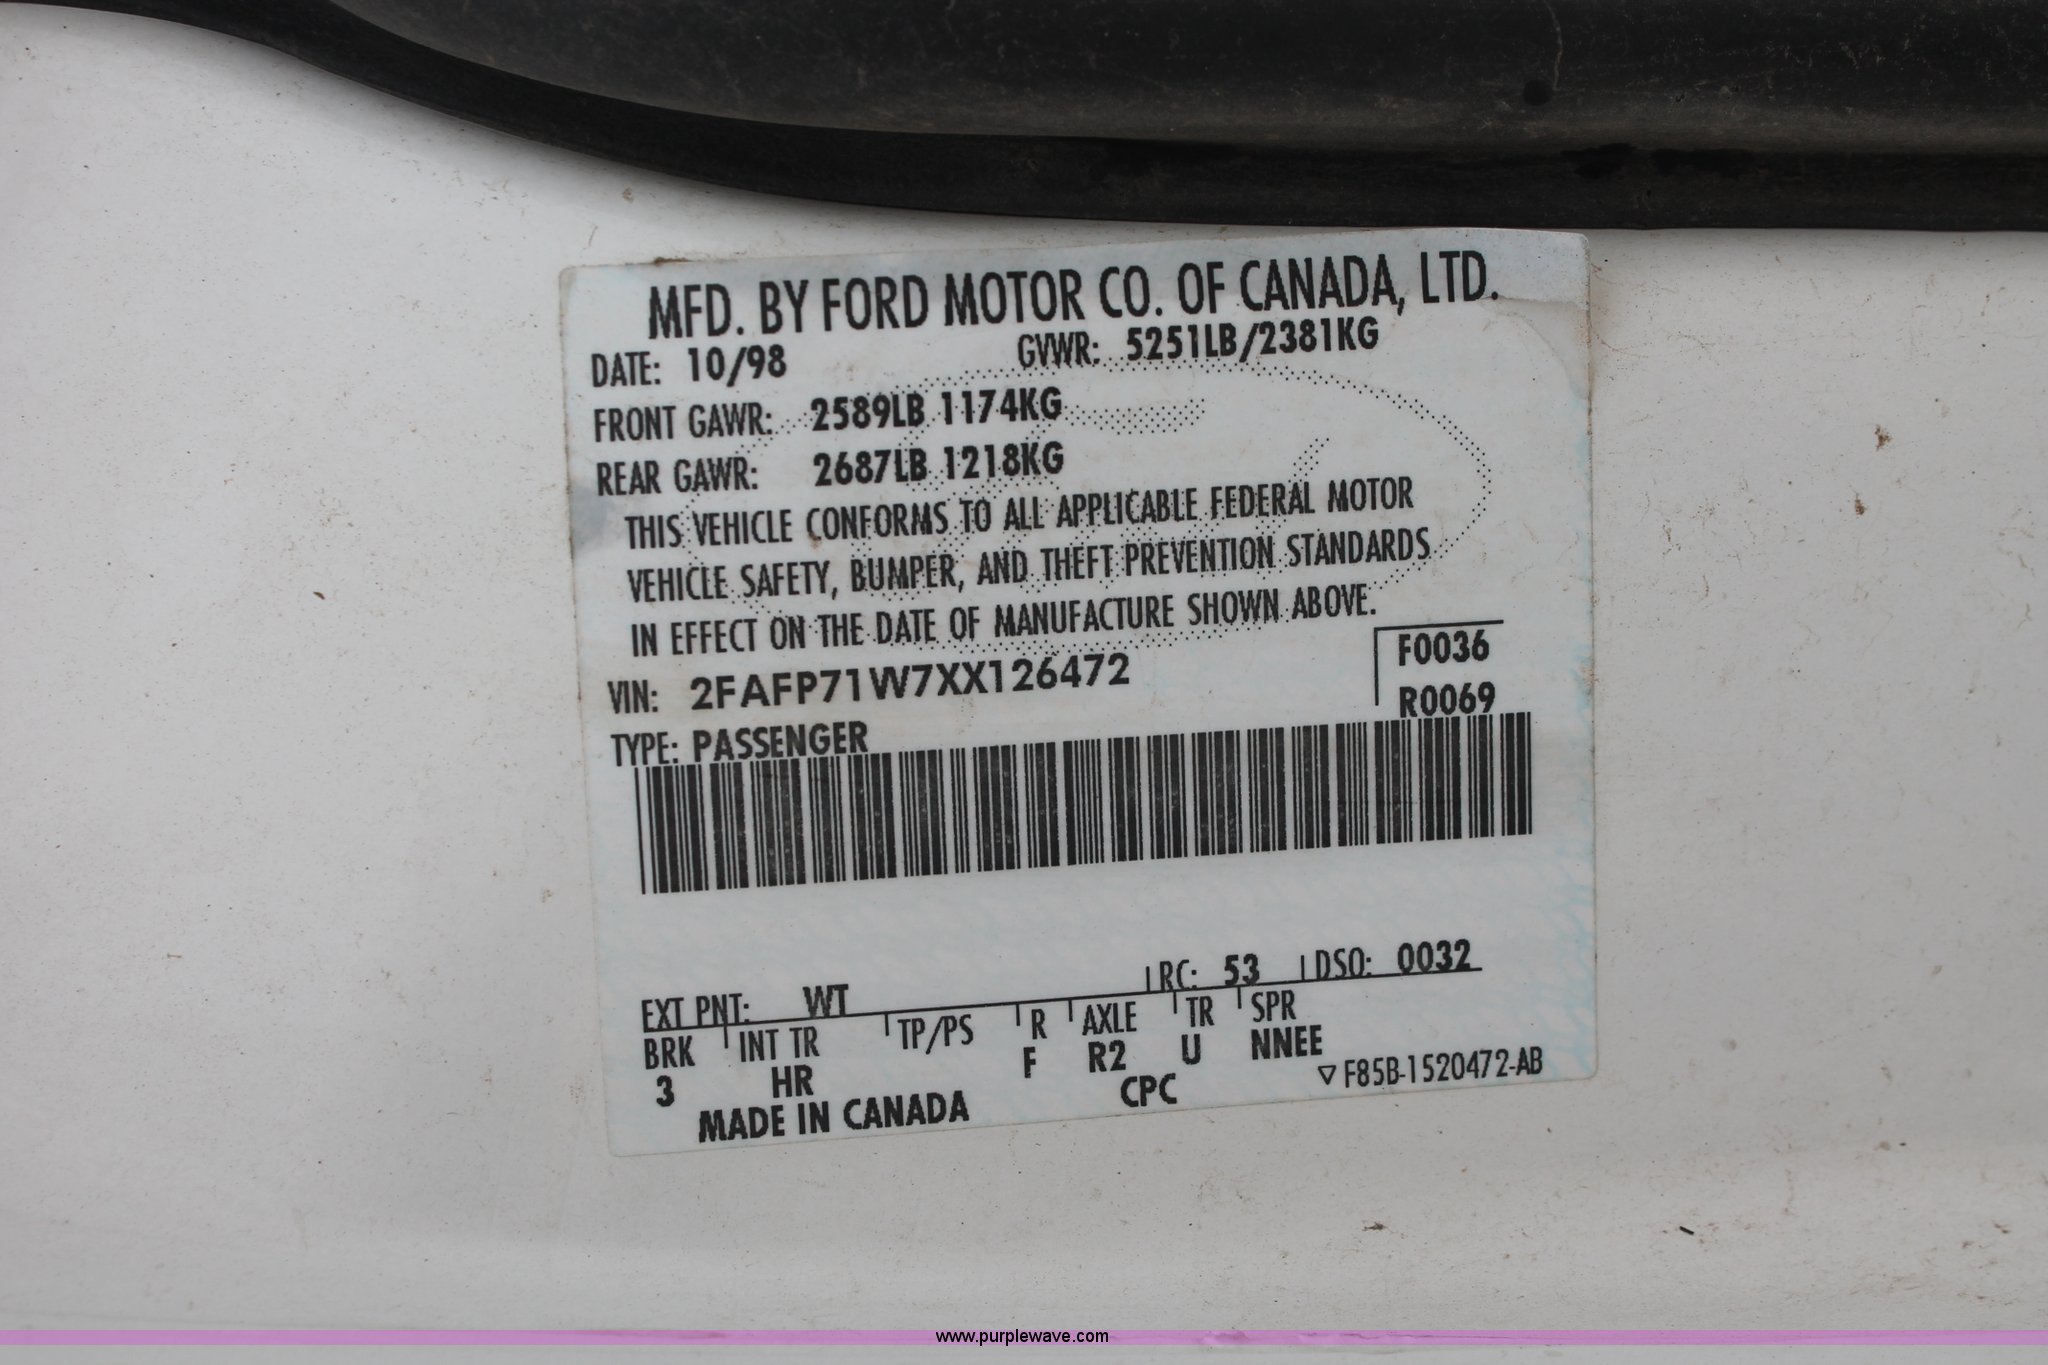 MFD. BY FORD MOTOR CO. OF CANADA, LTD.
DATE: 10/98 GVWR: 5251LB/2381KG
FRONT GAWR: 2589LB 1174KG
REAR GAWR: 2687LB 1218KG
THIS VEHICLE CONFORMS TO ALL APPLICABLE FEDERAL MOTOR
VEHICLE SAFETY, BUMPER, AND THEFT PREVENTION STANDARDS
IN EFFECT ON THE DATE OF MANUFACTURE SHOWN ABOVE.
F0036
VIN: 2FAFP71W7XX126472
R0069
TYPE: PASSENGER
EXT PNT: WT RC: 53 DSO: 0032
BRK INT TR TP/PS R AXLE TR SPR
3 HR F R2 U NNEE
MADE IN CANADA CPC ▽ F85B-1520472-AB
www.purplewave.com